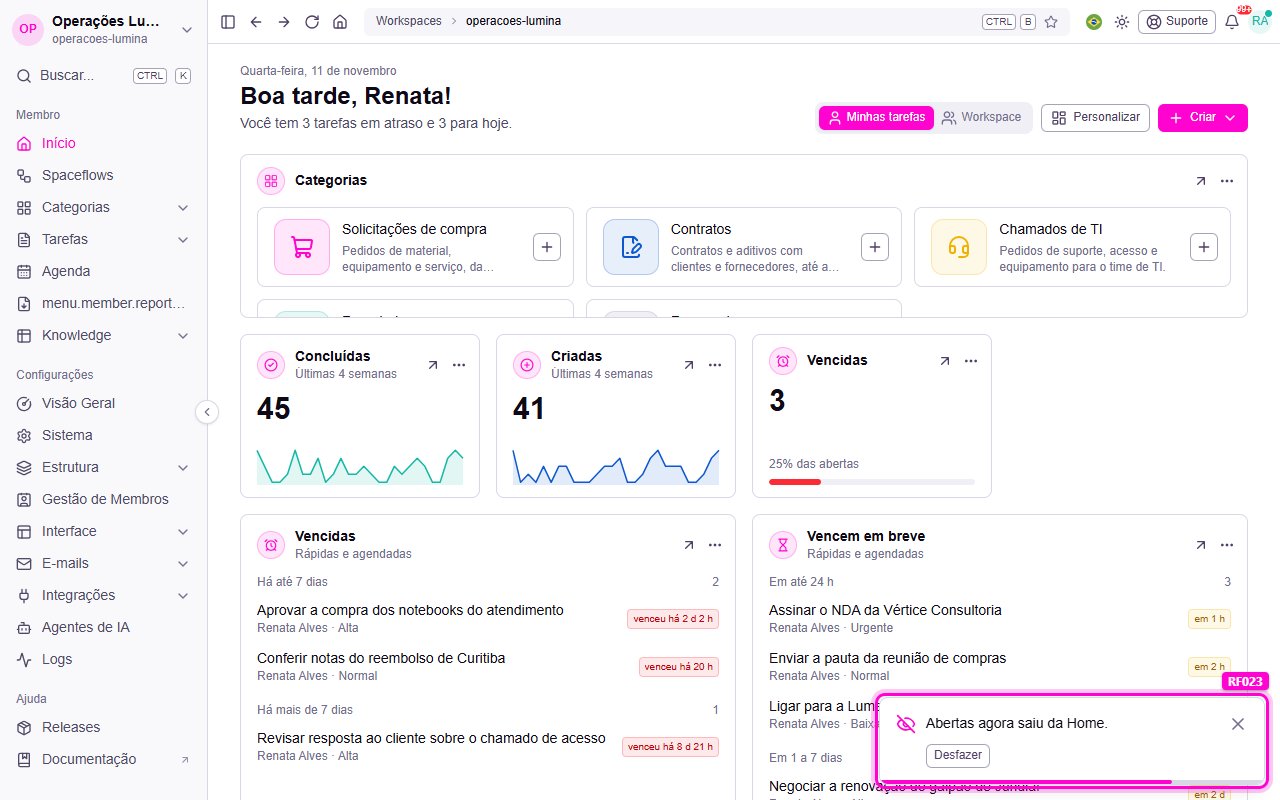 OP
Operações Lu...
operacoes-lumina
Buscar...
CTRL K
Membro
Início
Spaceflows
Categorias
Tarefas
Agenda
menu.member.report...
Knowledge
Configurações
Visão Geral
Sistema
Estrutura
Gestão de Membros
Interface
E-mails
Integrações
Agentes de IA
Logs
Ajuda
Releases
Documentação
Workspaces
operacoes-lumina
CTRL B
Suporte
99+
RA
Quarta-feira, 11 de novembro
Boa tarde, Renata!
Você tem 3 tarefas em atraso e 3 para hoje.
Minhas tarefas
Workspace
Personalizar
Criar
Categorias
Solicitações de compra
Pedidos de material,
equipamento e serviço, da...
Contratos
Contratos e aditivos com
clientes e fornecedores, até a...
Chamados de TI
Pedidos de suporte, acesso e
equipamento para o time de TI.
Concluídas
Últimas 4 semanas
45
Criadas
Últimas 4 semanas
41
Vencidas
3
25% das abertas
Vencidas
Rápidas e agendadas
Há até 7 dias 2
Aprovar a compra dos notebooks do atendimento
Renata Alves · Alta
venceu há 2 d 2 h
Conferir notas do reembolso de Curitiba
Renata Alves · Normal
venceu há 20 h
Há mais de 7 dias 1
Revisar resposta ao cliente sobre o chamado de acesso
Renata Alves · Alta
venceu há 8 d 21 h
Vencem em breve
Rápidas e agendadas
Em até 24 h 3
Assinar o NDA da Vértice Consultoria
Renata Alves · Urgente
em 1 h
Enviar a pauta da reunião de compras
Renata Alves · Normal
em 2 h
Ligar para a
Renata Alves
Em 1 a 7 dias
Negociar a renovação do galpão de Jundiaí
em 2 d
RF023
Abertas agora saiu da Home.
Desfazer